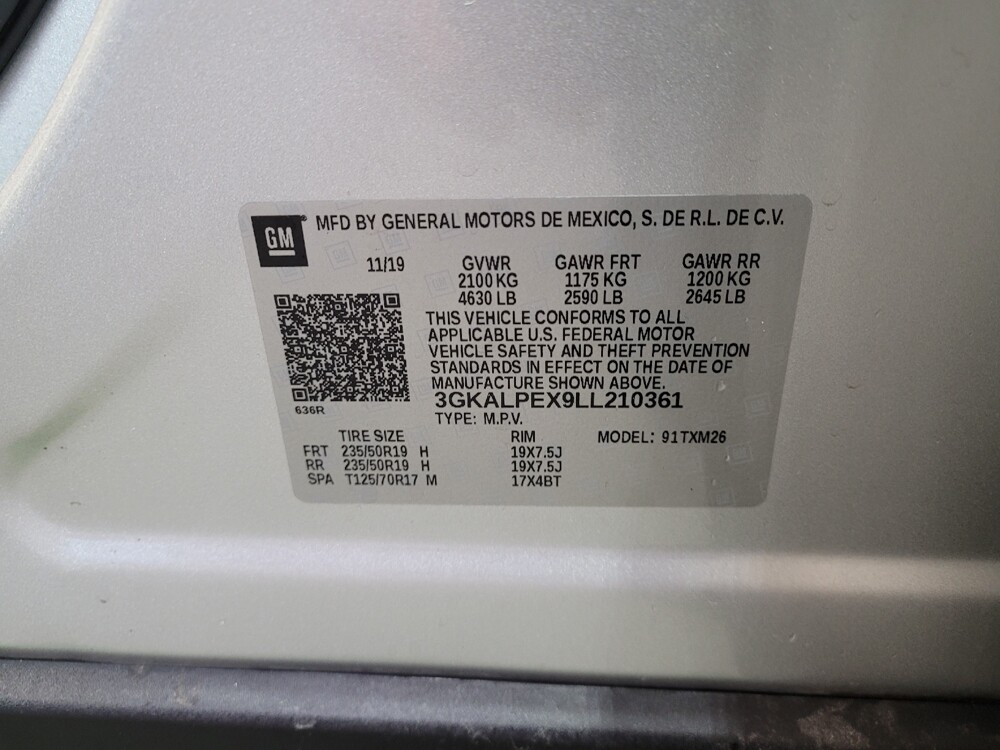 GM
MFD BY GENERAL MOTORS DE MEXICO, S. DE R.L. DE C.V.
11/19 GVWR GAWR FRT GAWR RR
2100 KG 1175 KG 1200 KG
4630 LB 2590 LB 2645 LB
THIS VEHICLE CONFORMS TO ALL
APPLICABLE U.S. FEDERAL MOTOR
VEHICLE SAFETY AND THEFT PREVENTION
STANDARDS IN EFFECT ON THE DATE OF
MANUFACTURE SHOWN ABOVE.
636R
3GKALPEX9LL210361
TYPE: M.P.V.
TIRE SIZE RIM MODEL: 91TXM26
FRT 235/50R19 H 19X7.5J
RR 235/50R19 H 19X7.5J
SPA T125/70R17 M 17X4BT